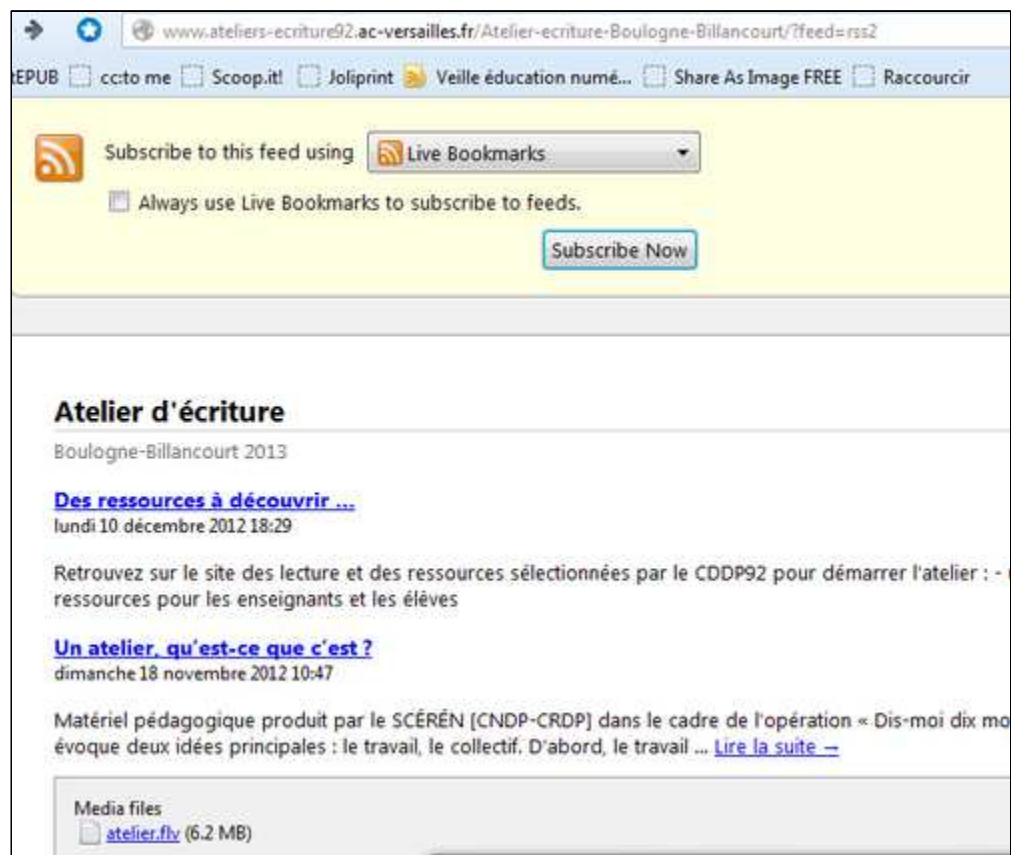 www.ateliers-ecriture92.ac-versailles.fr/Atelier-ecriture-Boulogne-Billancourt/?feed=rss2
EPUB cc:to me Scoop.it! Joliprint Veille éducation numé... Share As Image FREE Raccourcir
Subscribe to this feed using Live Bookmarks
Always use Live Bookmarks to subscribe to feeds.
Subscribe Now
Atelier d'écriture
Boulogne-Billancourt 2013
Des ressources à découvrir ...
lundi 10 décembre 2012 18:29
Retrouvez sur le site des lecture et des ressources sélectionnées par le CDDP92 pour démarrer l'atelier : -
ressources pour les enseignants et les élèves
Un atelier, qu'est-ce que c'est ?
dimanche 18 novembre 2012 10:47
Matériel pédagogique produit par le SCÉRÉN [CNDP-CRDP] dans le cadre de l'opération « Dis-moi dix mo
évoque deux idées principales : le travail, le collectif. D'abord, le travail ... Lire la suite →
Media files
atelier.flv (6.2 MB)